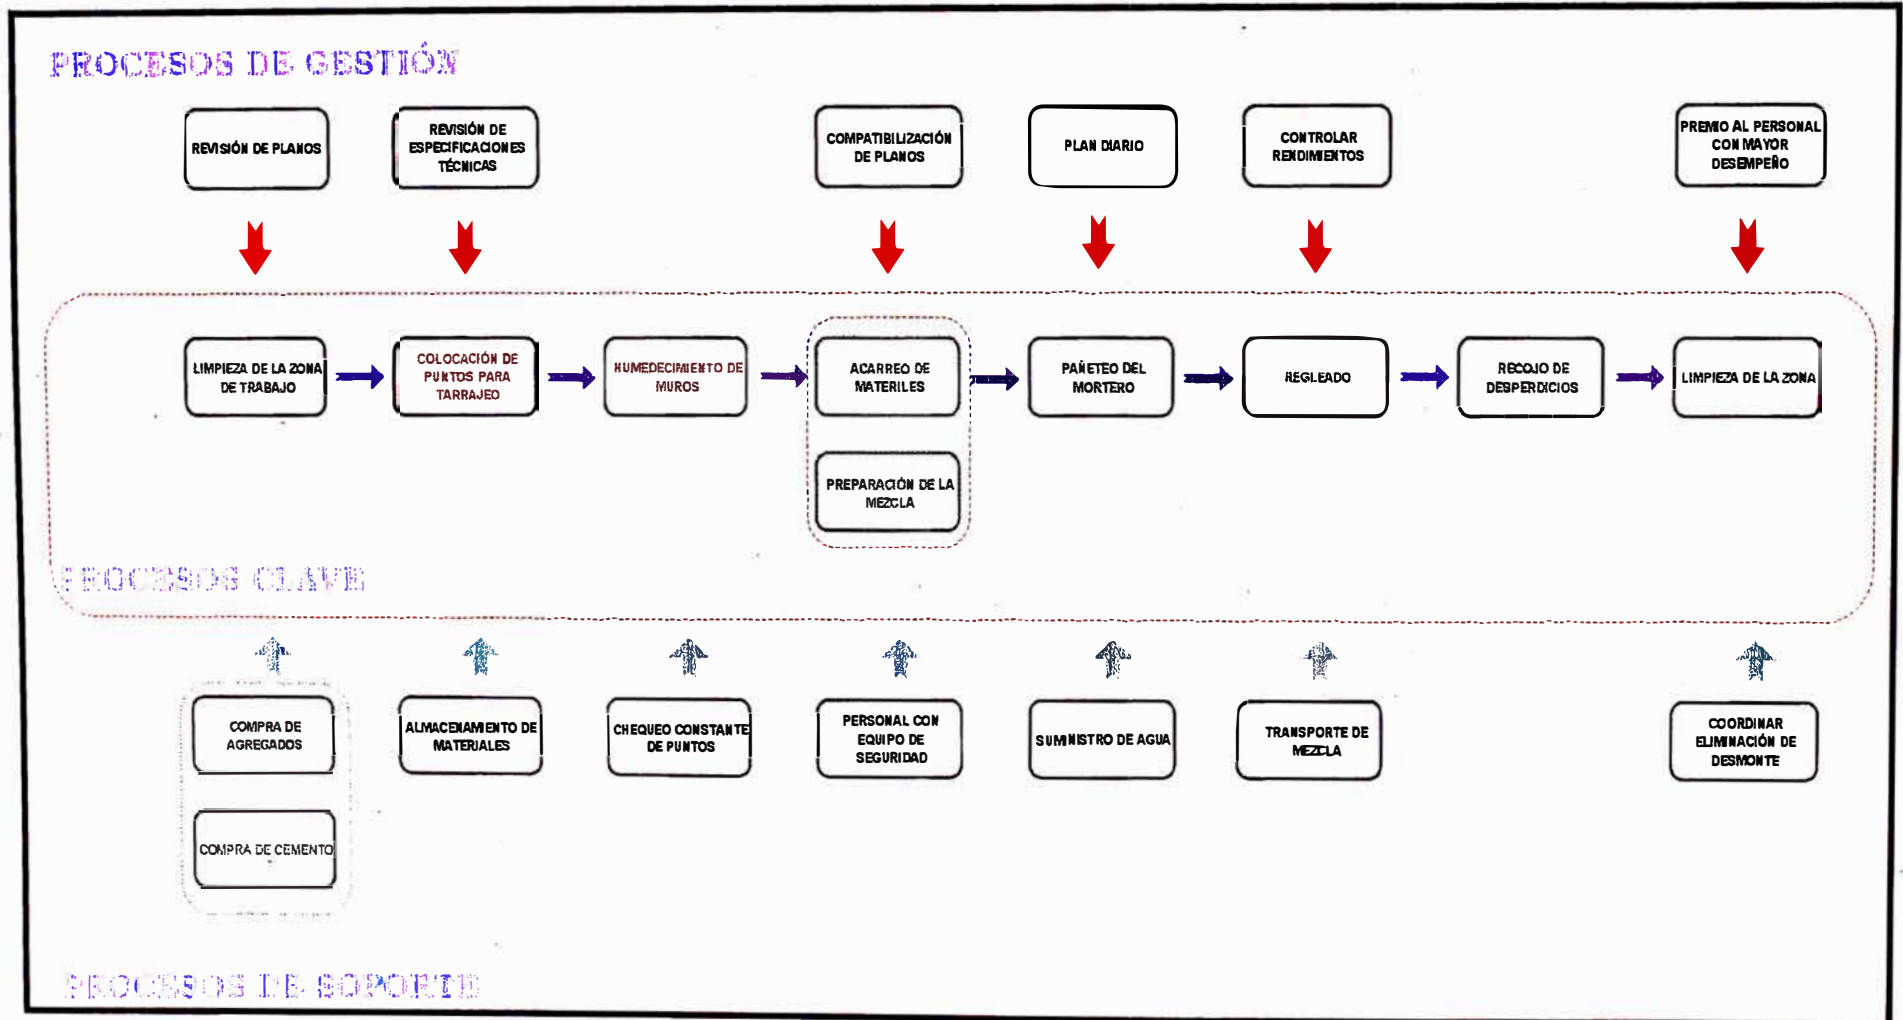 PROCESOS DE GESTIÓN
REVISIÓN DE PLANOS
REVISIÓN DE
ESPECIFICACIONES
TÉCNICAS
COMPATIBILIZACIÓN
DE PLANOS
PLAN DIARIO
CONTROLAR
RENDIMIENTOS
PREMIO AL PERSONAL
CON MAYOR
DESEMPEÑO
LIMPIEZA DE LA ZONA
DE TRABAJO
COLOCACIÓN DE
PUNTOS PARA
TARRAJEO
HUMEDECIMIENTO DE
MUROS
ACARREO DE
MATERILES
PREPARACIÓN DE LA
MEZCLA
PAÑETEO DEL
MORTERO
REGLEADO
RECOJO DE
DESPERDICIOS
LIMPIEZA DE LA ZONA
PROCESOS CLAVE
COMPRA DE
AGREGADOS
COMPRA DE CEMENTO
ALMACENAMIENTO DE
MATERIALES
CHEQUEO CONSTANTE
DE PUNTOS
PERSONAL CON
EQUIPO DE
SEGURIDAD
SUMINISTRO DE AGUA
TRANSPORTE DE
MEZCLA
COORDINAR
ELIMINACIÓN DE
DESMONTE
PROCESOS DE SOPORTE